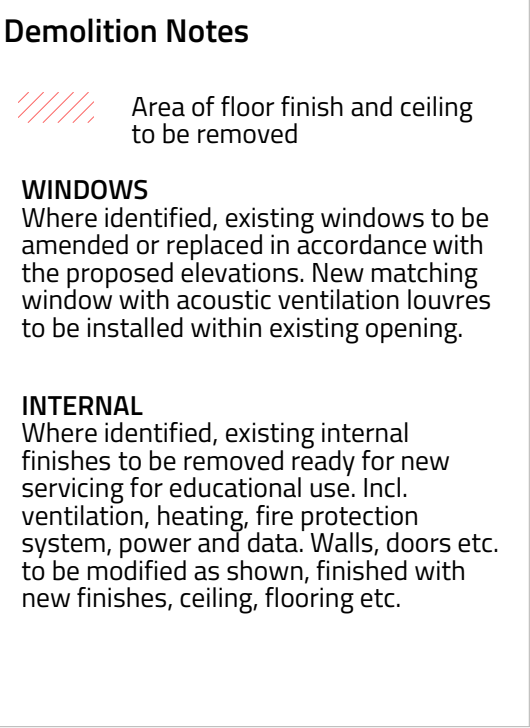 Demolition Notes
Area of floor finish and ceiling
to be removed
WINDOWS
Where identified, existing windows to be
amended or replaced in accordance with
the proposed elevations. New matching
window with acoustic ventilation louvres
to be installed within existing opening.
INTERNAL
Where identified, existing internal
finishes to be removed ready for new
servicing for educational use. Incl.
ventilation, heating, fire protection
system, power and data. Walls, doors etc.
to be modified as shown, finished with
new finishes, ceiling, flooring etc.